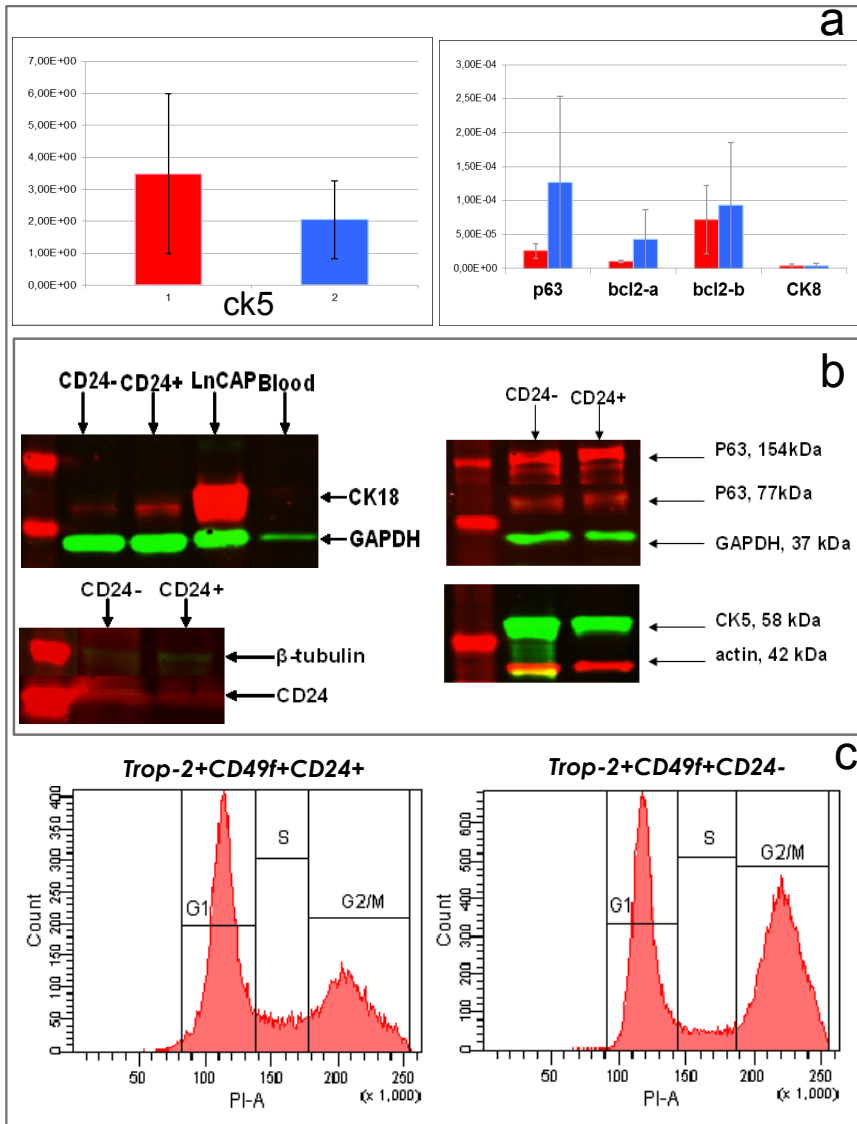 a
7,00E+00
6,00E+00
5,00E+00
4,00E+00
3,00E+00
2,00E+00
1,00E+00
0,00E+00
1
2
ck5
3,00E-04
2,50E-04
2,00E-04
1,50E-04
1,00E-04
5,00E-05
0,00E+00
p63
bcl2-a
bcl2-b
CK8
b
CD24- CD24+ LnCAP Blood
CK18
GAPDH
CD24- CD24+
β-tubulin
CD24
CD24-
CD24+
P63, 154kDa
P63, 77kDa
GAPDH, 37 kDa
CK5, 58 kDa
actin, 42 kDa
c
Trop-2+CD49f+CD24+
Count
400
350
300
250
200
150
100
50
0
G1
S
G2/M
50 100 150 200 250
(x 1,000)
PI-A
Trop-2+CD49f+CD24-
Count
600
500
400
300
200
100
0
G1
S
G2/M
50 100 150 200 250
(x 1,000)
PI-A